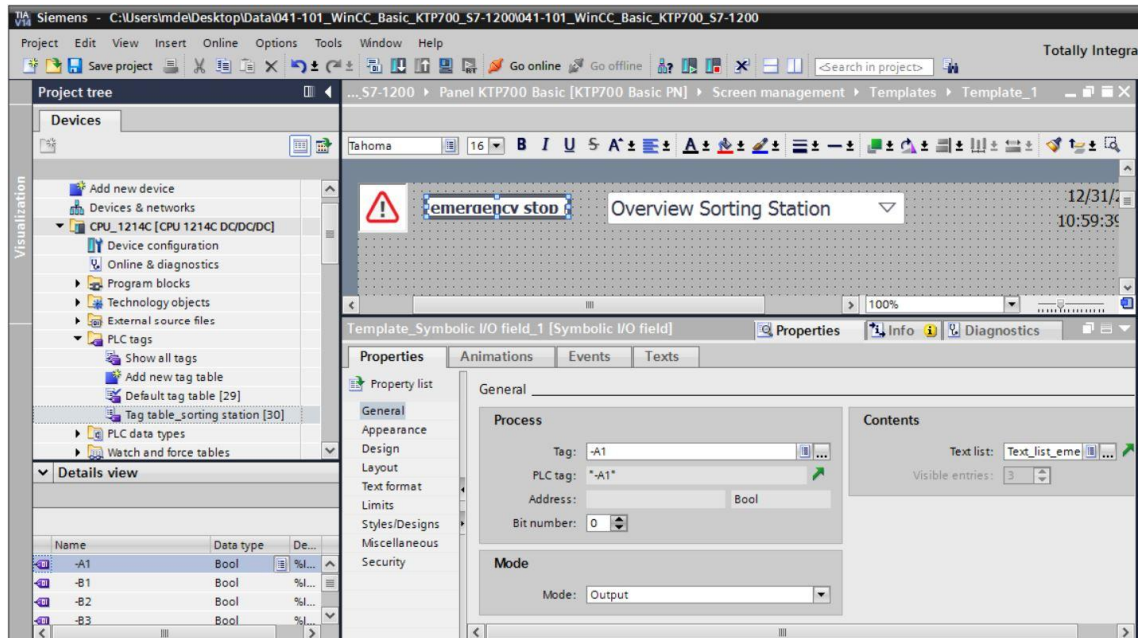 TIA V14 Siemens - C:\Users\mde\Desktop\Data\041-101_WinCC_Basic_KTP700_S7-1200\041-101_WinCC_Basic_KTP700_S7-1200
Project Edit View Insert Online Options Tools Window Help
Save project Go online Go offline <Search in project> Totally Integra
Project tree
...S7-1200 Panel KTP700 Basic [KTP700 Basic PN] Screen management Templates Template_1
Devices
Tahoma 16 B I U S A A
Visualization
Add new device
Devices & networks
CPU_1214C [CPU 1214C DC/DC/DC]
Device configuration
Online & diagnostics
Program blocks
Technology objects
External source files
PLC tags
Show all tags
Add new tag table
Default tag table [29]
Tag table_sorting station [30]
PLC data types
Watch and force tables
emergency stop
Overview Sorting Station
12/31/2
10:59:39
100%
Template_Symbolic I/O field_1 [Symbolic I/O field]
Properties Info Diagnostics
Properties Animations Events Texts
Property list
General
Appearance
Design
Layout
Text format
Limits
Styles/Designs
Miscellaneous
Security
General
Process
Tag: -A1
PLC tag: "-A1"
Address: Bool
Bit number: 0
Mode
Mode: Output
Contents
Text list: Text_list_eme
Visible entries: 3
Details view
Name Data type De...
-A1 Bool %I...
-B1 Bool %I...
-B2 Bool %I...
-B3 Bool %I...